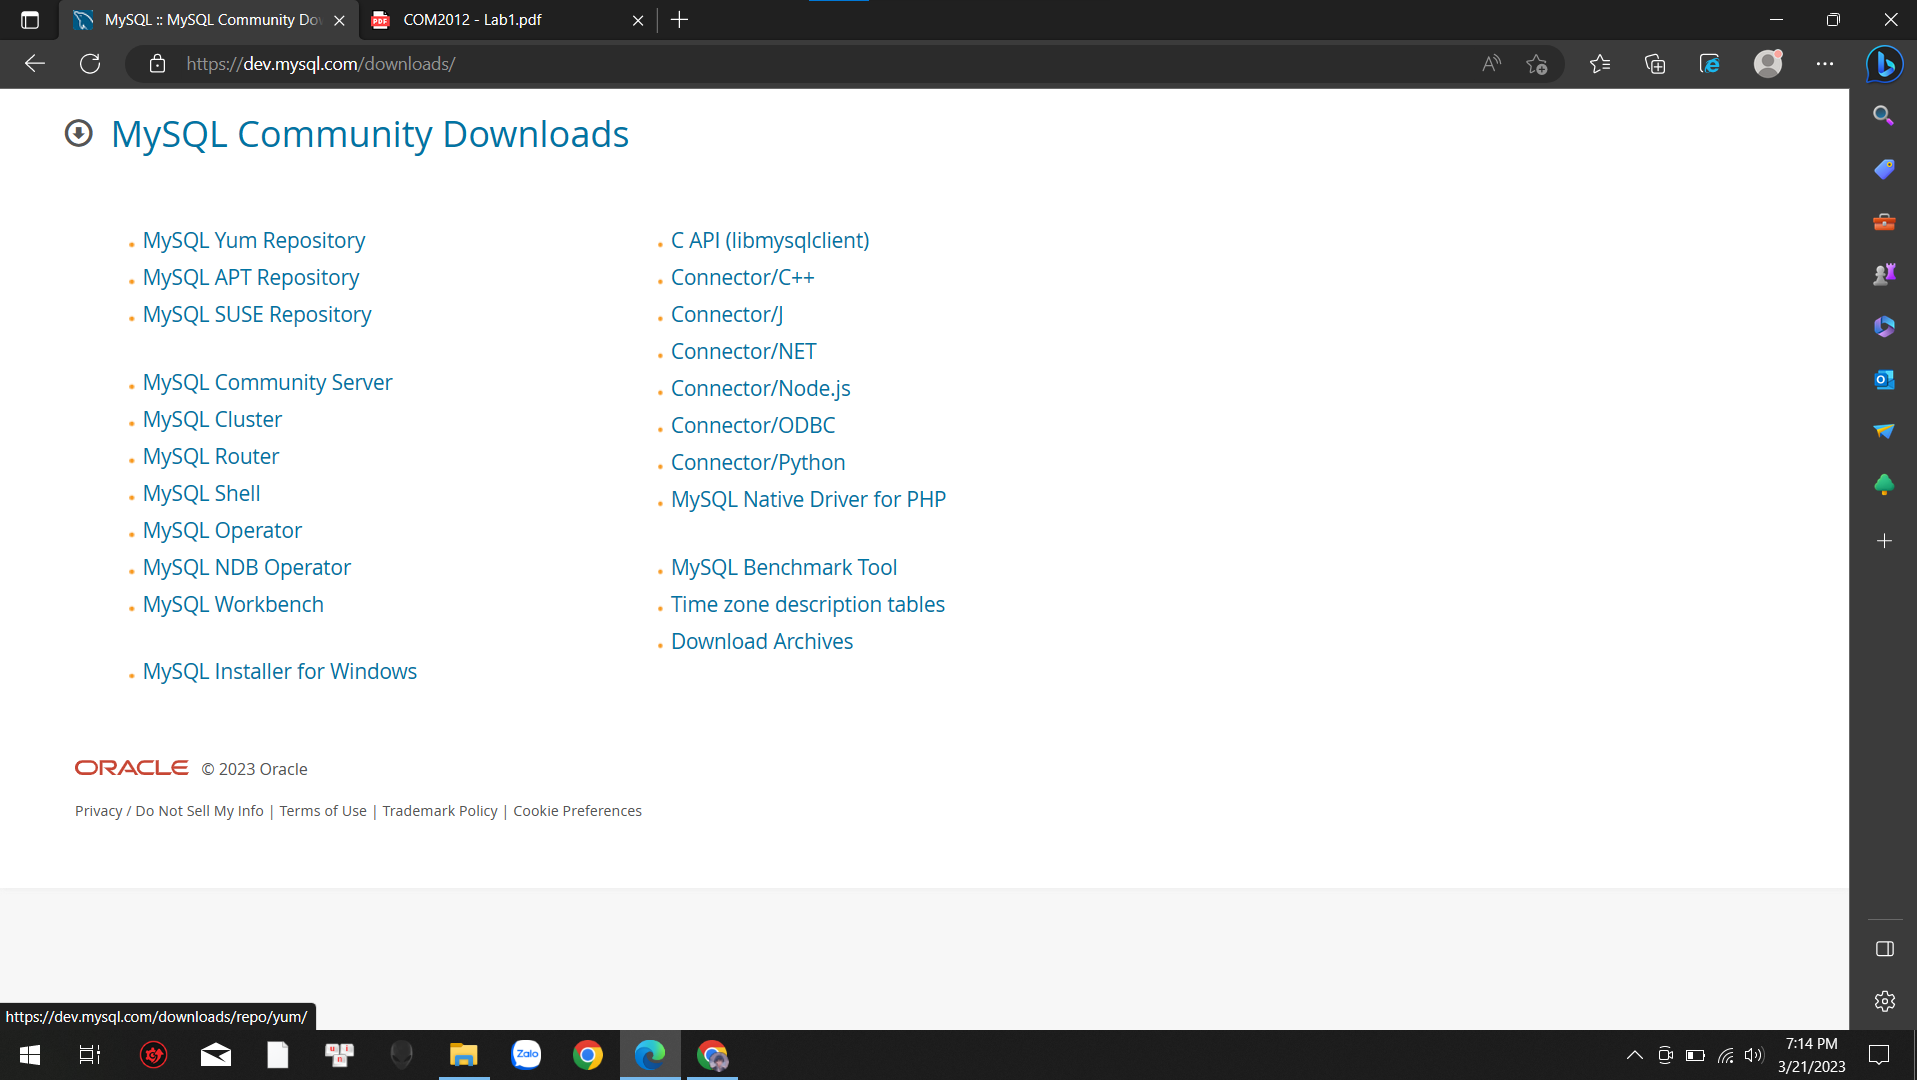 MySQL :: MySQL Community Do
COM2012 - Lab1.pdf
https://dev.mysql.com/downloads/
MySQL Community Downloads
MySQL Yum Repository
MySQL APT Repository
MySQL SUSE Repository
MySQL Community Server
MySQL Cluster
MySQL Router
MySQL Shell
MySQL Operator
MySQL NDB Operator
MySQL Workbench
MySQL Installer for Windows
C API (libmysqlclient)
Connector/C++
Connector/J
Connector/NET
Connector/Node.js
Connector/ODBC
Connector/Python
MySQL Native Driver for PHP
MySQL Benchmark Tool
Time zone description tables
Download Archives
ORACLE © 2023 Oracle
Privacy / Do Not Sell My Info | Terms of Use | Trademark Policy | Cookie Preferences
https://dev.mysql.com/downloads/repo/yum/
Zalo
7:14 PM
3/21/2023